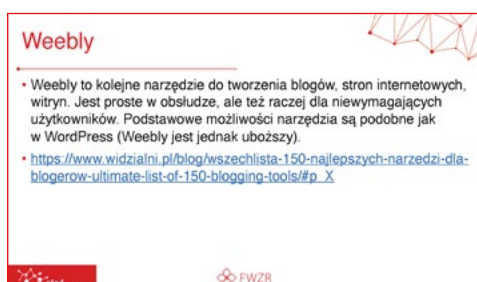 Weebly
• Weebly to kolejne narzędzie do tworzenia blogów, stron internetowych,
witryn. Jest proste w obsłudze, ale też raczej dla niewymagających
użytkowników. Podstawowe możliwości narzędzia są podobne jak
w WordPress (Weebly jest jednak uboższy).
• https://www.widzialni.pl/blog/wszechlista-150-najlepszych-narzedzi-dla-
blogerow-ultimate-list-of-150-blogging-tools/#p_X
FWZR